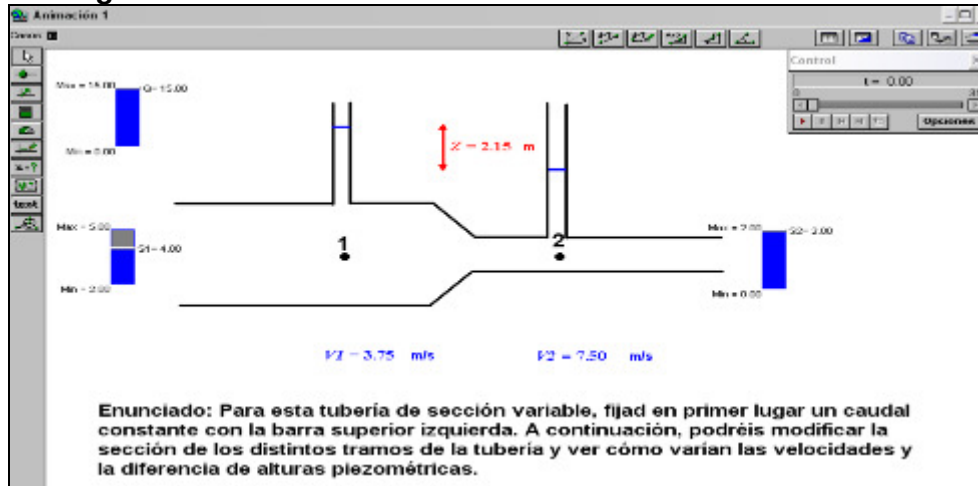 Animación 1
Control
t = 0.00
0
Max = 15.00
Q= 15.00
Min = 0.00
Z = 2.15 m
Opciones
x=?
text
Max = 5.00
S1= 4.00
1
2
Max = 2.00
S2= 2.00
Min = 2.00
Min = 0.00
V1 = 3.75 m/s
V2 = 7.50 m/s
Enunciado: Para esta tubería de sección variable, fijad en primer lugar un caudal
constante con la barra superior izquierda. A continuación, podréis modificar la
sección de los distintos tramos de la tubería y ver cómo varían las velocidades y
la diferencia de alturas piezométricas.